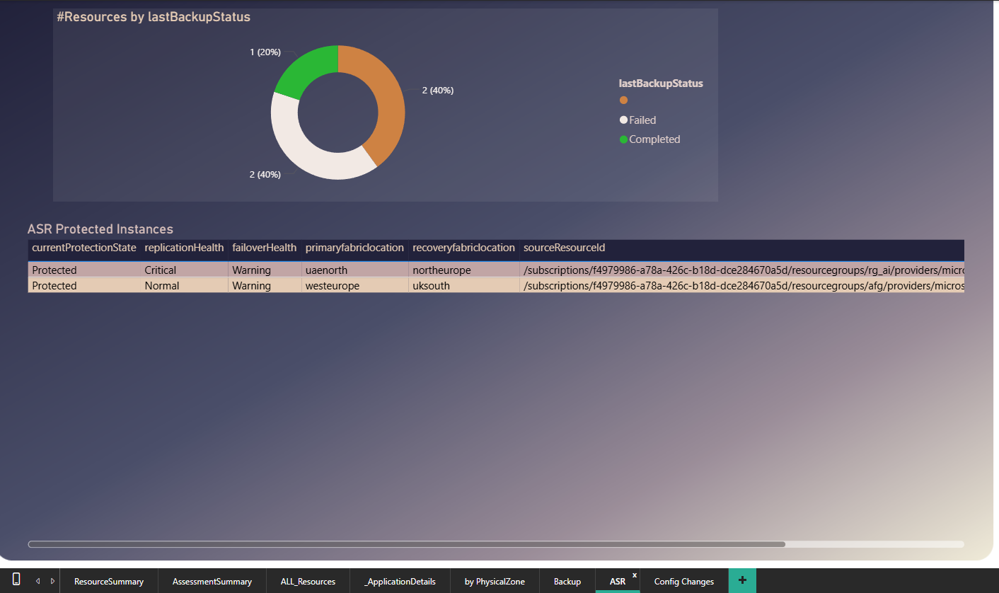 #Resources by lastBackupStatus
1 (20%)
2 (40%)
2 (40%)
lastBackupStatus
Failed
Completed
ASR Protected Instances
currentProtectionState replicationHealth failoverHealth primaryfabriclocation recoveryfabriclocation sourceResourceId
Protected Critical Warning uaenorth northeurope /subscriptions/f4979986-a78a-426c-b18d-dce284670a5d/resourcegroups/rg_ai/providers/micro
Protected Normal Warning westeurope uksouth /subscriptions/f4979986-a78a-426c-b18d-dce284670a5d/resourcegroups/afg/providers/micros
ResourceSummary AssessmentSummary ALL_Resources _ApplicationDetails by PhysicalZone Backup ASR x Config Changes +